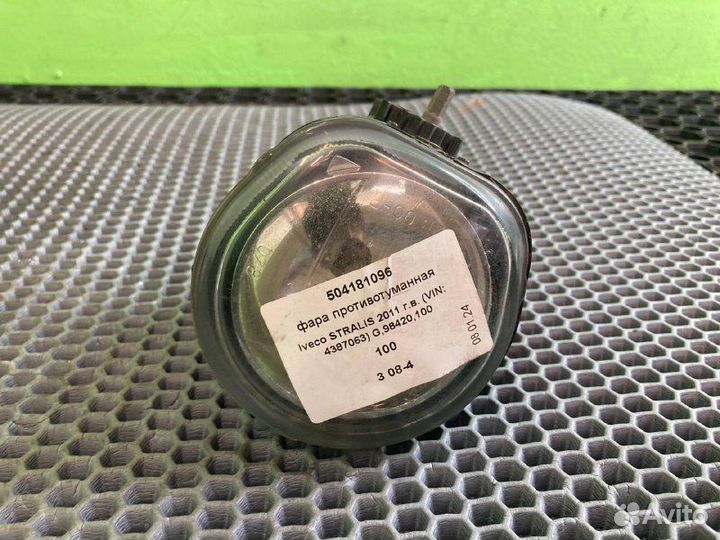 504181096
фара противотуманная
Iveco STRALIS 2011 г.в. (VIN:
4387063) G 98420,100
100
3 08-4
08.01.24
Avito